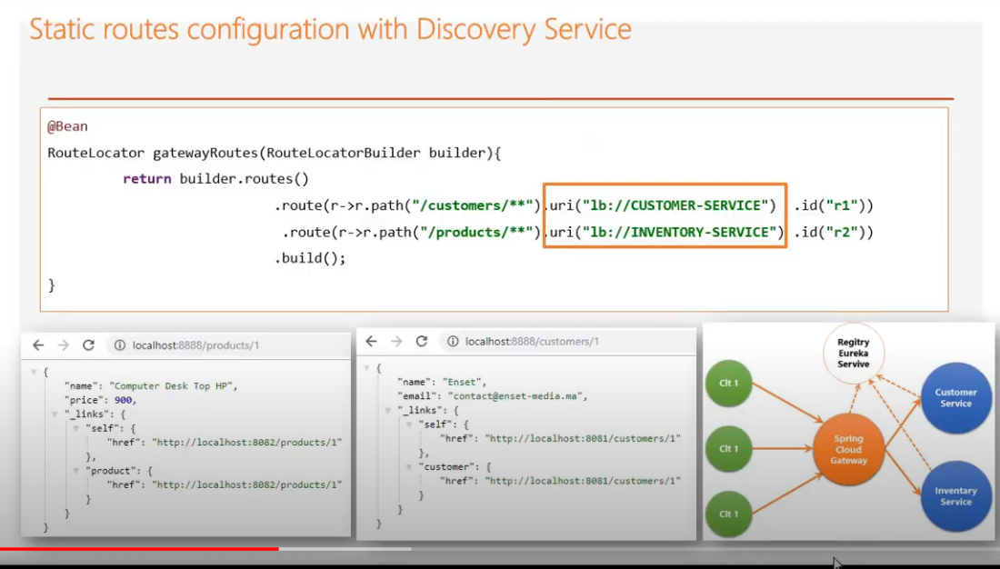 Static routes configuration with Discovery Service
@Bean
RouteLocator gatewayRoutes(RouteLocatorBuilder builder){
return builder.routes()
.route(r->r.path("/customers/**").uri("lb://CUSTOMER-SERVICE") .id("r1"))
.route(r->r.path("/products/**").uri("lb://INVENTORY-SERVICE") .id("r2"))
.build();
}
localhost:8888/products/1
{
"name": "Computer Desk Top HP",
"price": 900,
"_links": {
"self": {
"href": "http://localhost:8082/products/1"
},
"product": {
"href": "http://localhost:8082/products/1"
}
}
}
localhost:8888/customers/1
{
"name": "Enset",
"email": "contact@enset-media.ma",
"_links": {
"self": {
"href": "http://localhost:8081/customers/1"
},
"customer": {
"href": "http://localhost:8081/customers/1"
}
}
}
Regitry
Eureka
Servive
Clt 1
Customer
Service
Clt 1
Spring
Cloud
Gateway
Inventary
Service
Clt 1